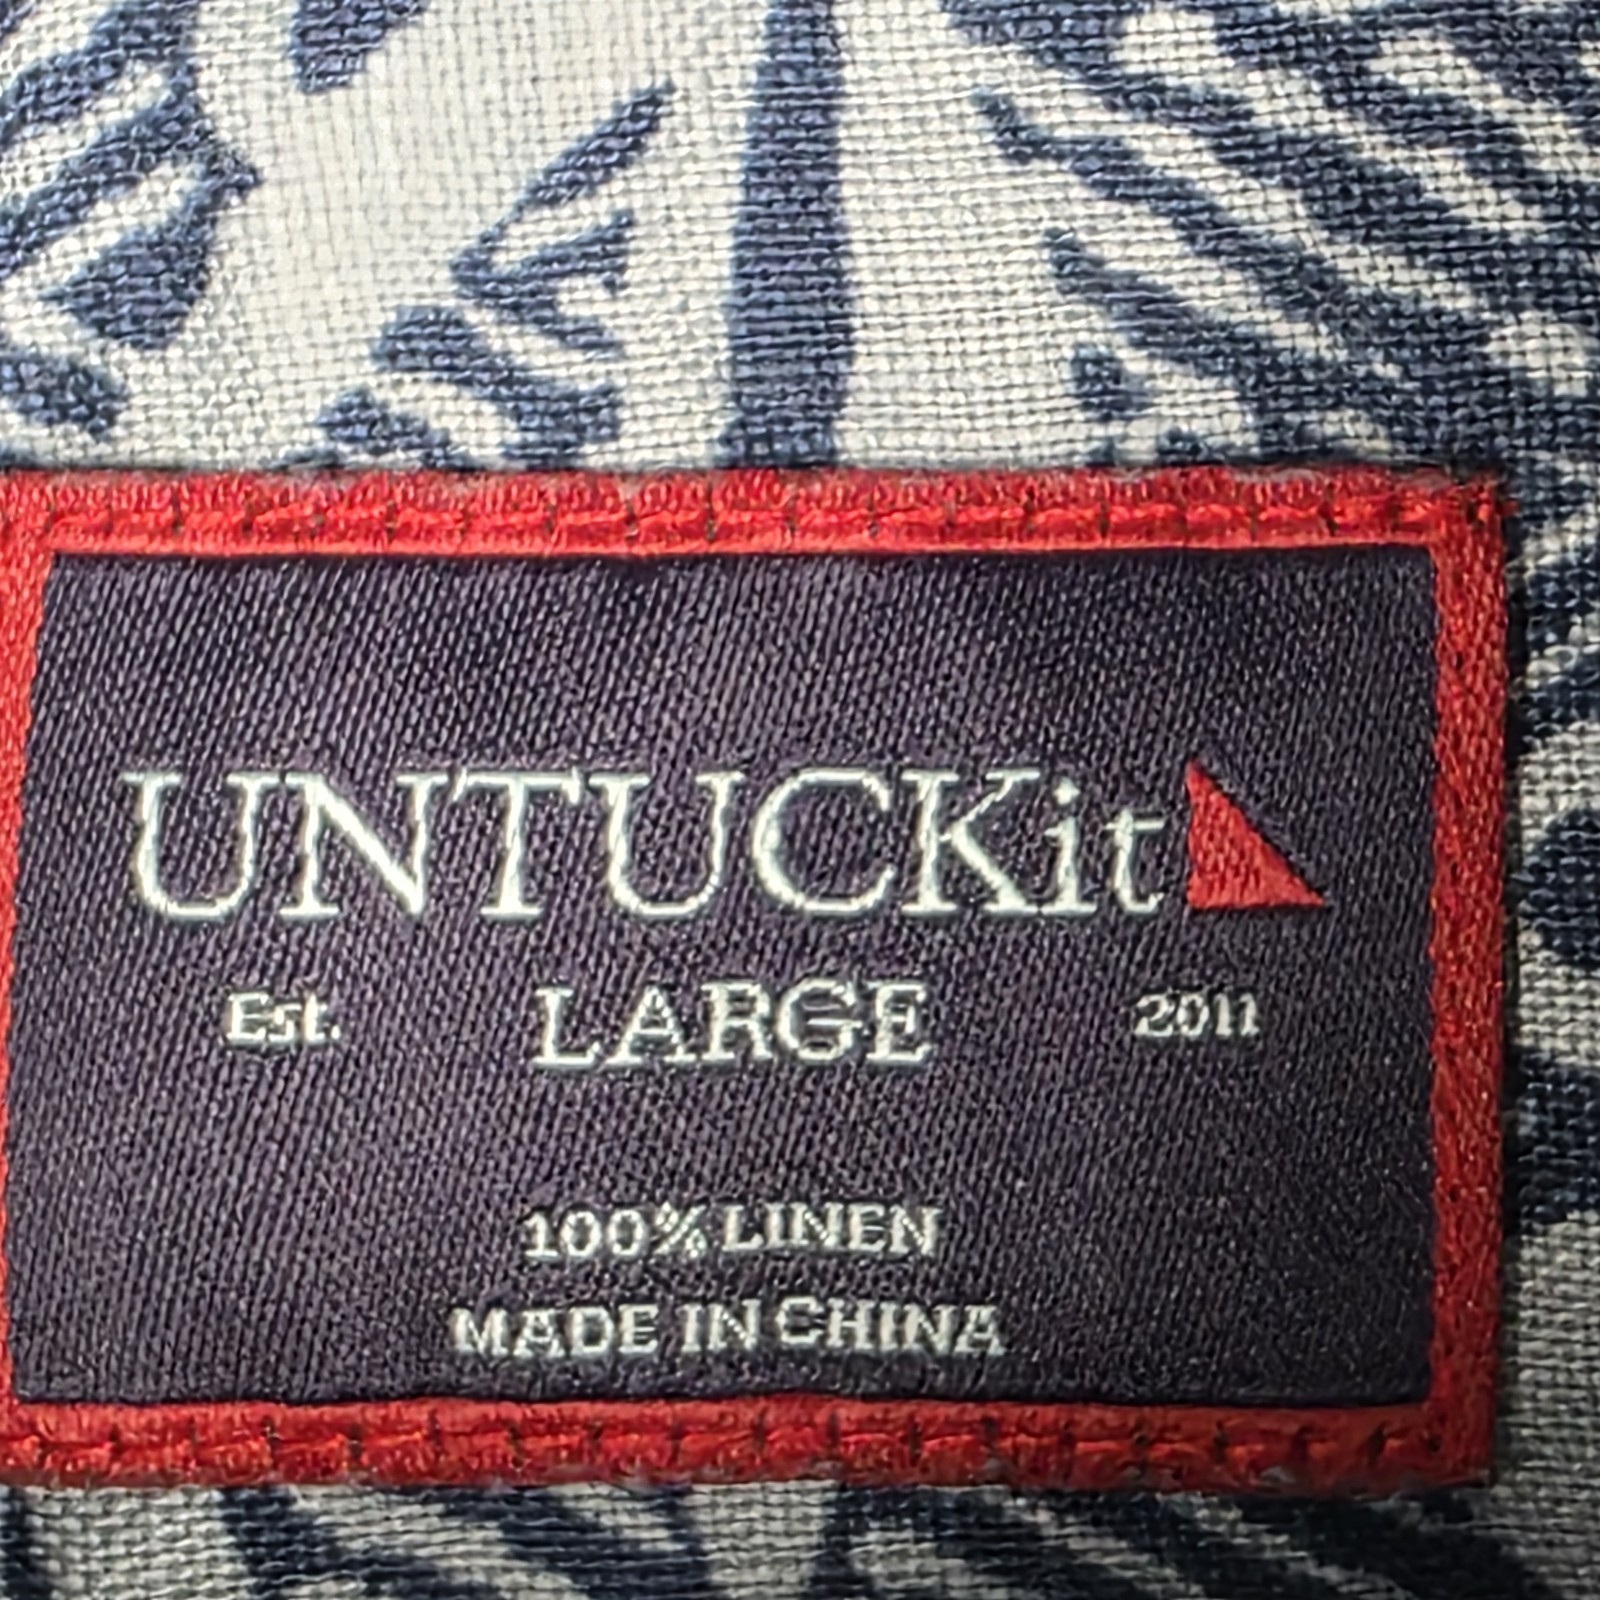 UNTUCKit
Est. LARGE 2011
100% LINEN
MADE IN CHINA